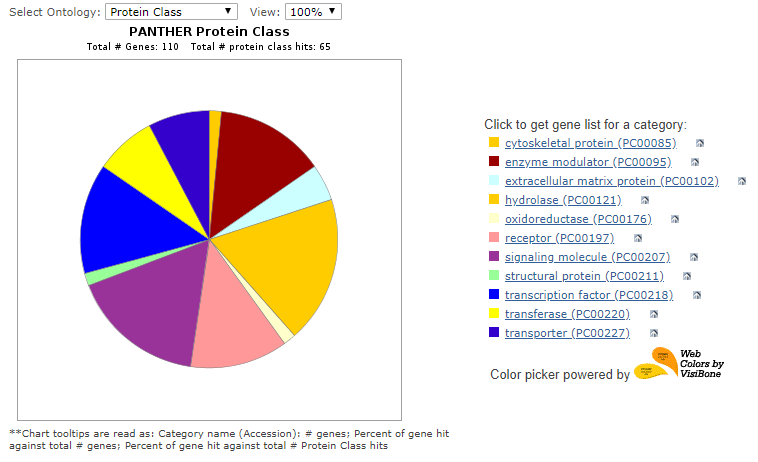 Select Ontology: Protein Class View: 100%
PANTHER Protein Class
Total # Genes: 110 Total # protein class hits: 65
Click to get gene list for a category:
cytoskeletal protein (PC00085)
enzyme modulator (PC00095)
extracellular matrix protein (PC00102)
hydrolase (PC00121)
oxidoreductase (PC00176)
receptor (PC00197)
signaling molecule (PC00207)
structural protein (PC00211)
transcription factor (PC00218)
transferase (PC00220)
transporter (PC00227)
Color picker powered by
Web
Colors by
VisiBone
**Chart tooltips are read as: Category name (Accession): # genes; Percent of gene hit
against total # genes; Percent of gene hit against total # Protein Class hits